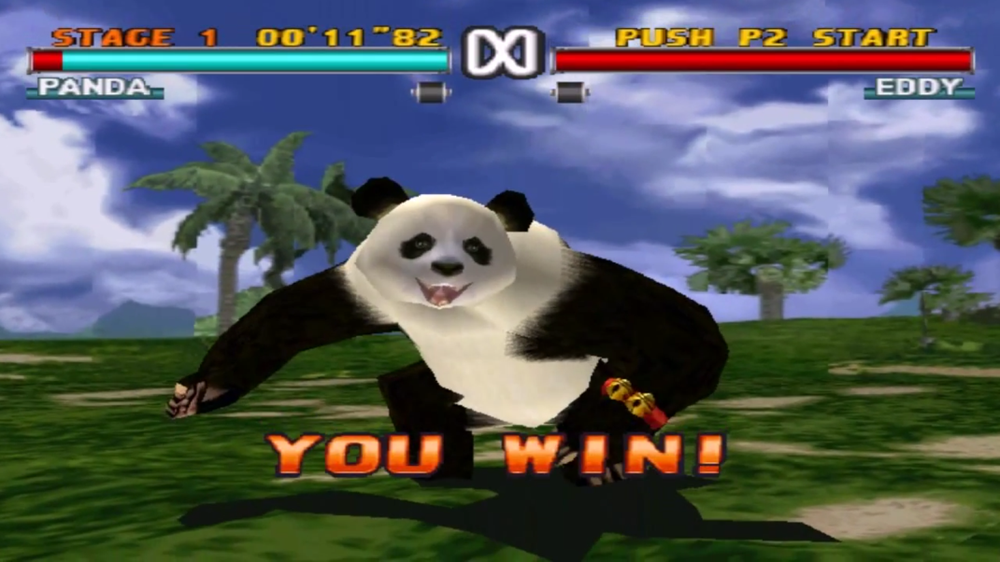 STAGE 1 00'11"82 PUSH P2 START
PANDA EDDY
YOU WIN!